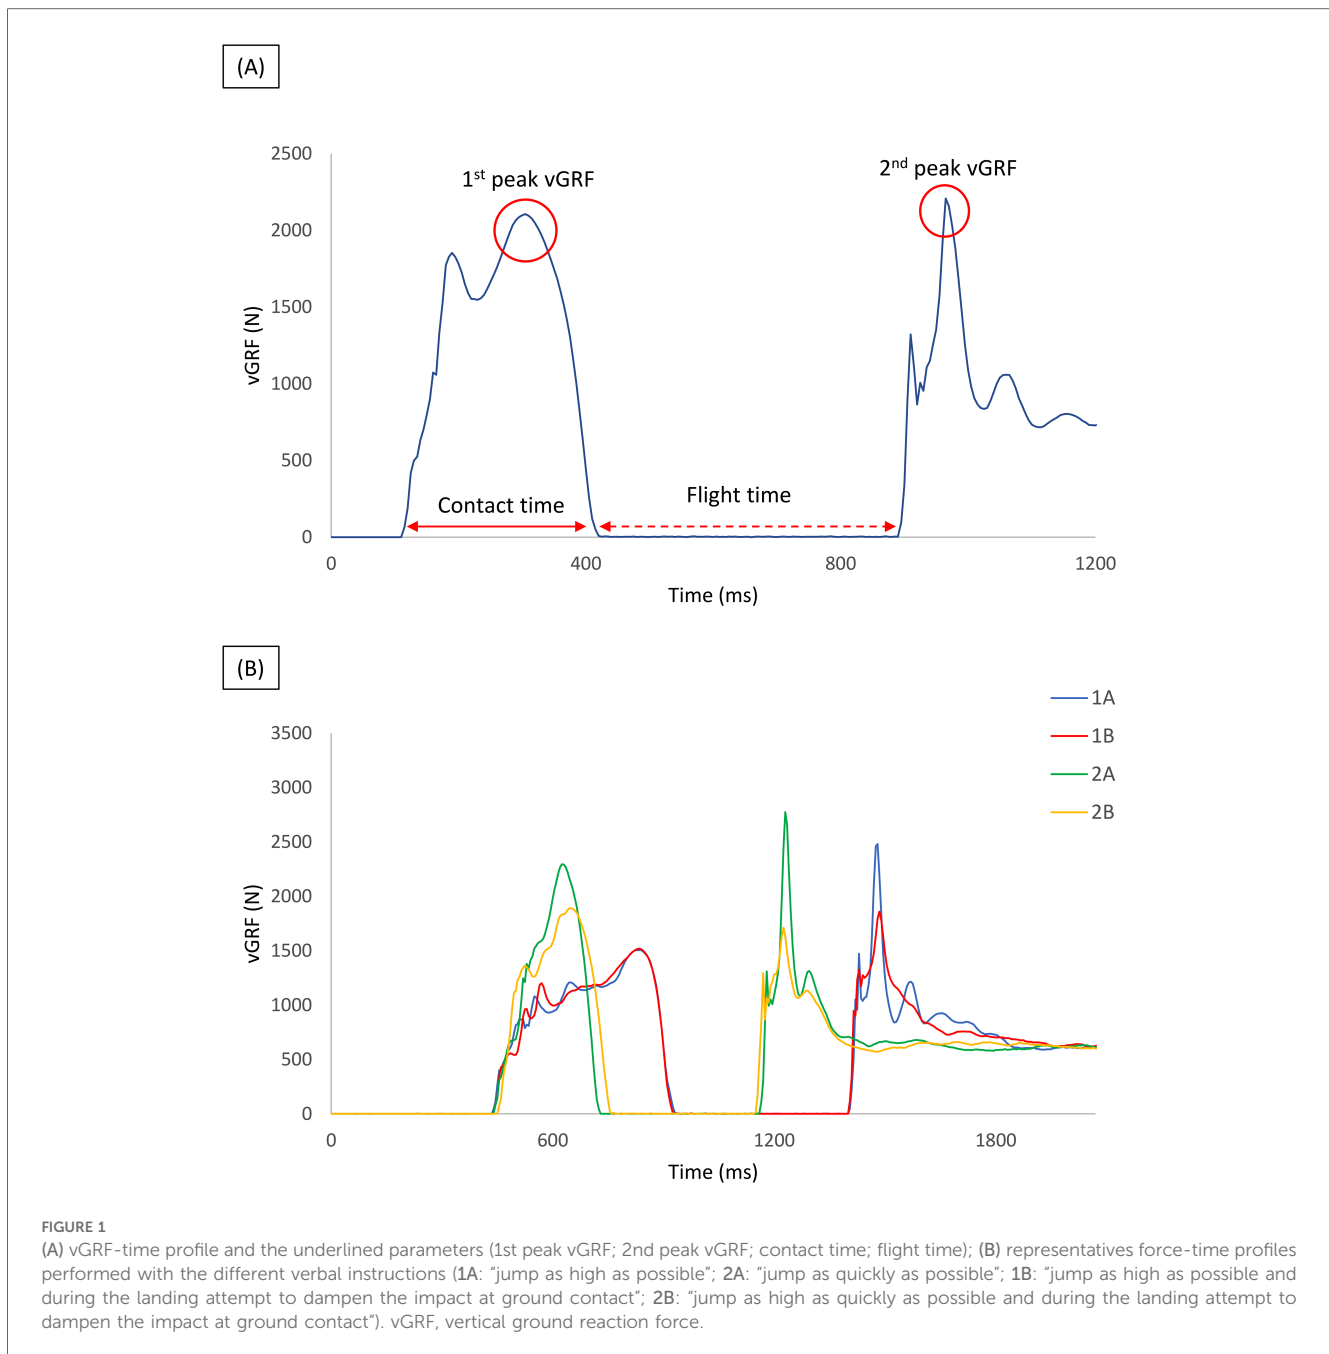 (A)
2500
2000
1500
1000
500
0
vGRF (N)
1st peak vGRF
2nd peak vGRF
Contact time
Flight time
0 400 800 1200
Time (ms)
(B)
1A
1B
2A
2B
3500
3000
2500
2000
1500
1000
500
0
vGRF (N)
0 600 1200 1800
Time (ms)
FIGURE 1
(A) vGRF-time profile and the underlined parameters (1st peak vGRF; 2nd peak vGRF; contact time; flight time); (B) representatives force-time profiles
performed with the different verbal instructions (1A: “jump as high as possible”; 2A: “jump as quickly as possible”; 1B: “jump as high as possible and
during the landing attempt to dampen the impact at ground contact”; 2B: “jump as high as quickly as possible and during the landing attempt to
dampen the impact at ground contact”). vGRF, vertical ground reaction force.